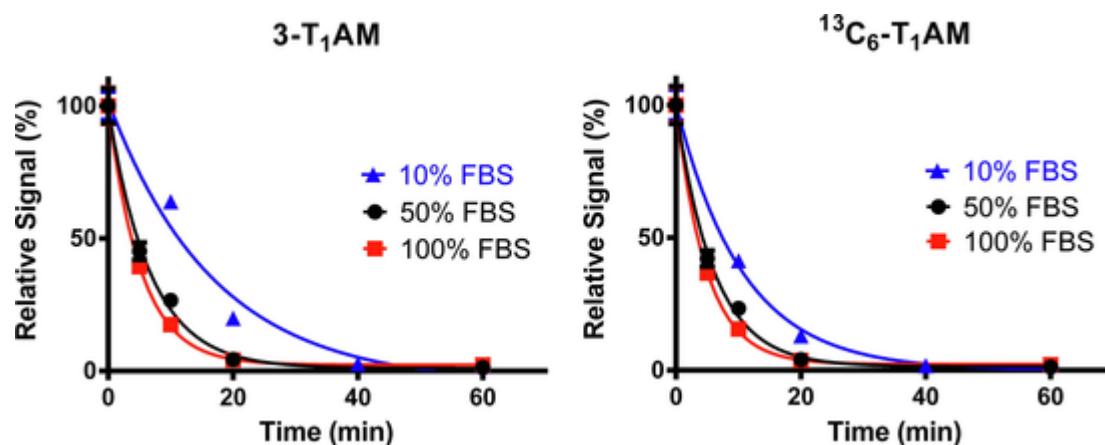 3-T₁AM
Relative Signal (%)
100
50
0
10% FBS
50% FBS
100% FBS
0 20 40 60
Time (min)
¹³C₆-T₁AM
Relative Signal (%)
100
50
0
10% FBS
50% FBS
100% FBS
0 20 40 60
Time (min)